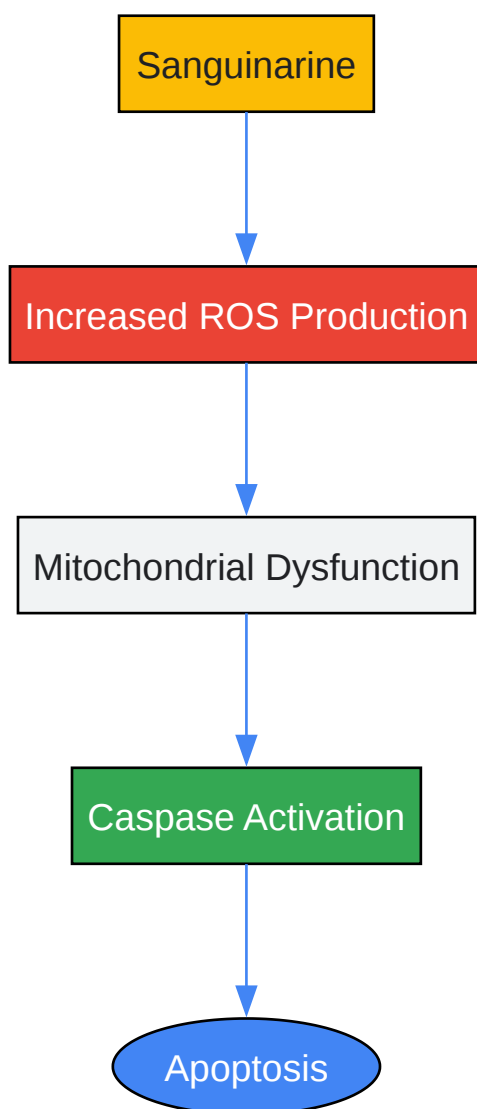 Sanguinarine
Increased ROS Production
Mitochondrial Dysfunction
Caspase Activation
Apoptosis